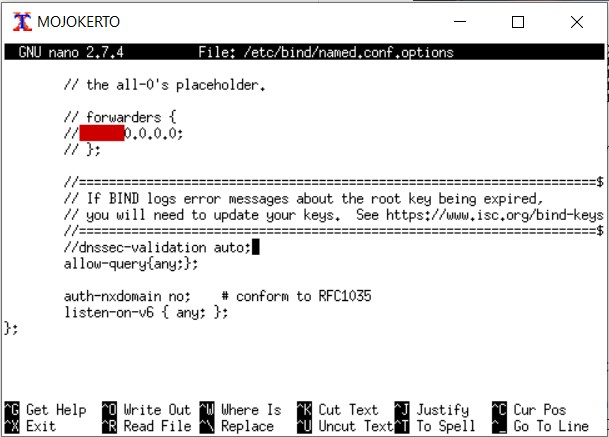 MOJOKERTO
GNU nano 2.7.4 File: /etc/bind/named.conf.options
// the all-0's placeholder.
// forwarders {
// 0.0.0.0;
// };
//=====================================================================$
// If BIND logs error messages about the root key being expired,
// you will need to update your keys. See https://www.isc.org/bind-keys
//=====================================================================$
//dnssec-validation auto;
allow-query{any;};
auth-nxdomain no; # conform to RFC1035
listen-on-v6 { any; };
};
^G Get Help ^O Write Out ^W Where Is ^K Cut Text ^J Justify ^C Cur Pos
^X Exit ^R Read File ^\ Replace ^U Uncut Text ^T To Spell ^_ Go To Line